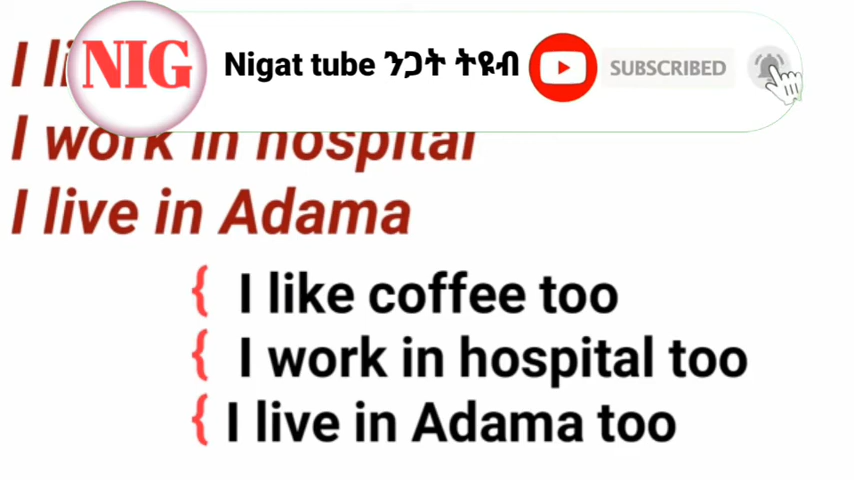 I
NIG
Nigat tube ንጋት ትዩብ
SUBSCRIBED
I work in hospital
I live in Adama
{ I like coffee too
{ I work in hospital too
{ I live in Adama too